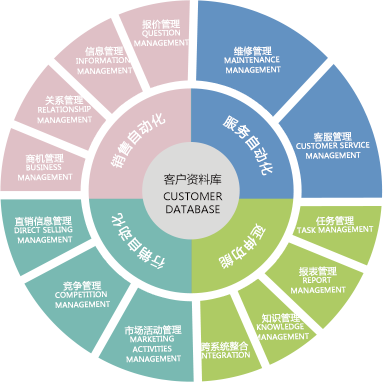 报价管理
QUESTION
MANAGEMENT
维修管理
MAINTENANCE
MANAGEMENT
信息管理
INFORMATION
MANAGEMENT
关系管理
RELATIONSHIP
MANAGEMENT
商机管理
BUSINESS
MANAGEMENT
客服管理
CUSTOMER SERVICE
MANAGEMENT
销售自动化
服务自动化
客户资料库
CUSTOMER
DATABASE
行销自动化
延伸功能
直销信息管理
DIRECT SELLING
MANAGEMENT
竞争管理
COMPETITION
MANAGEMENT
市场活动管理
MARKETING
ACTIVITIES
MANAGEMENT
跨系统整合
INTEGRATION
知识管理
KNOWLEDGE
MANAGEMENT
报表管理
REPORT
MANAGEMENT
任务管理
TASK MANAGEMENT